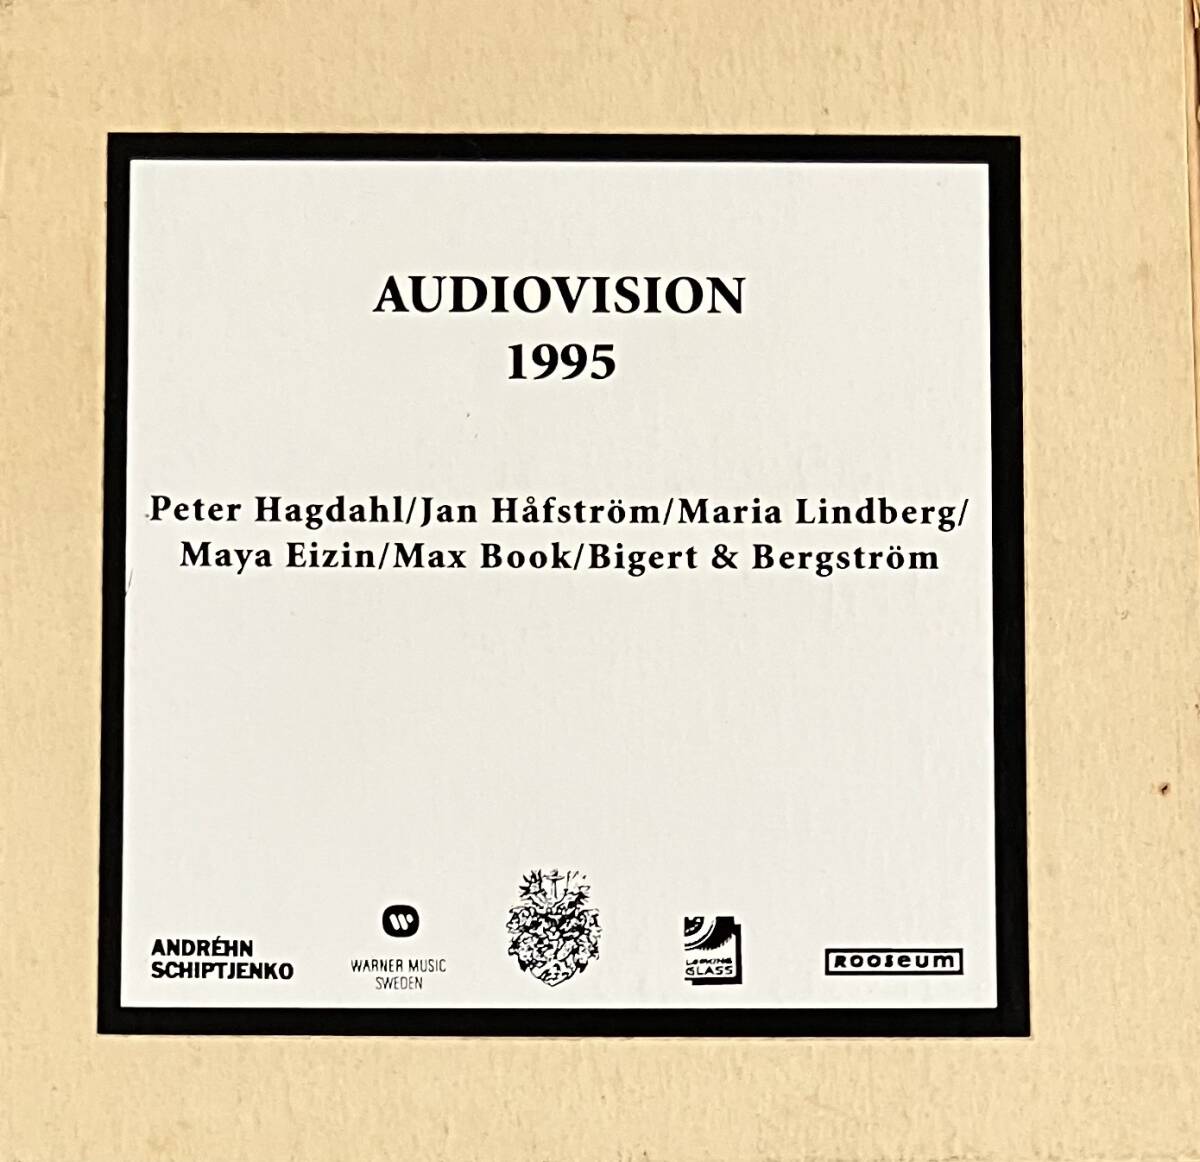 AUDIOVISION
1995
Peter Hagdahl/Jan Håfström/Maria Lindberg/
Maya Eizin/Max Book/Bigert & Bergström
ANDRÉHN
SCHIPTJENKO
WARNER MUSIC
SWEDEN
LOOKING
GLASS
ROOSEUM